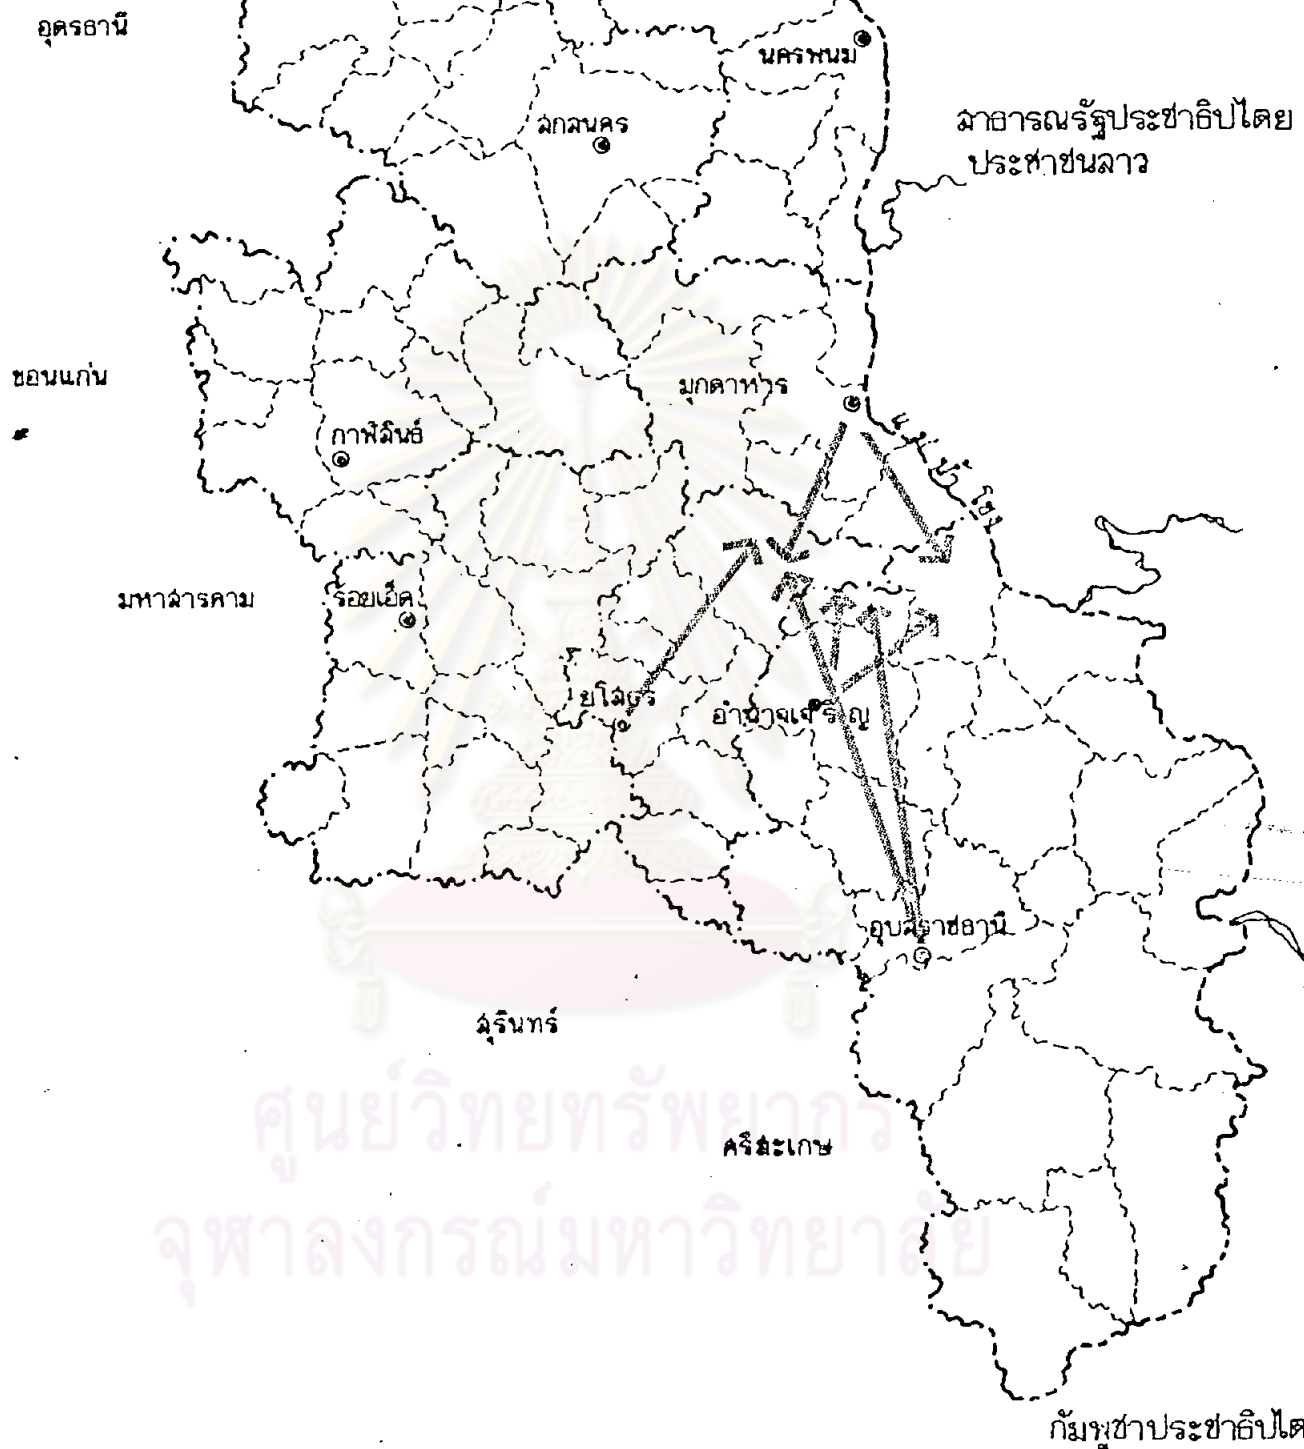 อุดรธานี
นครพนม
สกลนคร
สาธารณรัฐประชาธิปไตย
ประชาชนลาว
ขอนแก่น
มุกดาหาร
กาฬสินธ์
แม่น้ำโขง
มหาสารคาม
ร้อยเอ็ด
ยโสธร
อำนาจเจริญ
อุบลราชธานี
สุรินทร์
ศูนย์วิทยทรัพยากร
ศรีสะเกษ
จุฬาลงกรณ์มหาวิทยาลัย
กัมพูชาประชาธิปไต